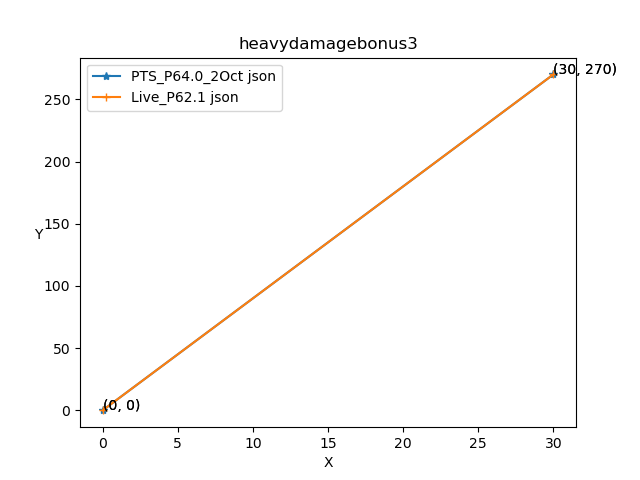 heavydamagebonus3
PTS_P64.0_2Oct json
Live_P62.1 json
(30, 270)
(0, 0)
250
200
150
100
50
0
Y
0 5 10 15 20 25 30
X